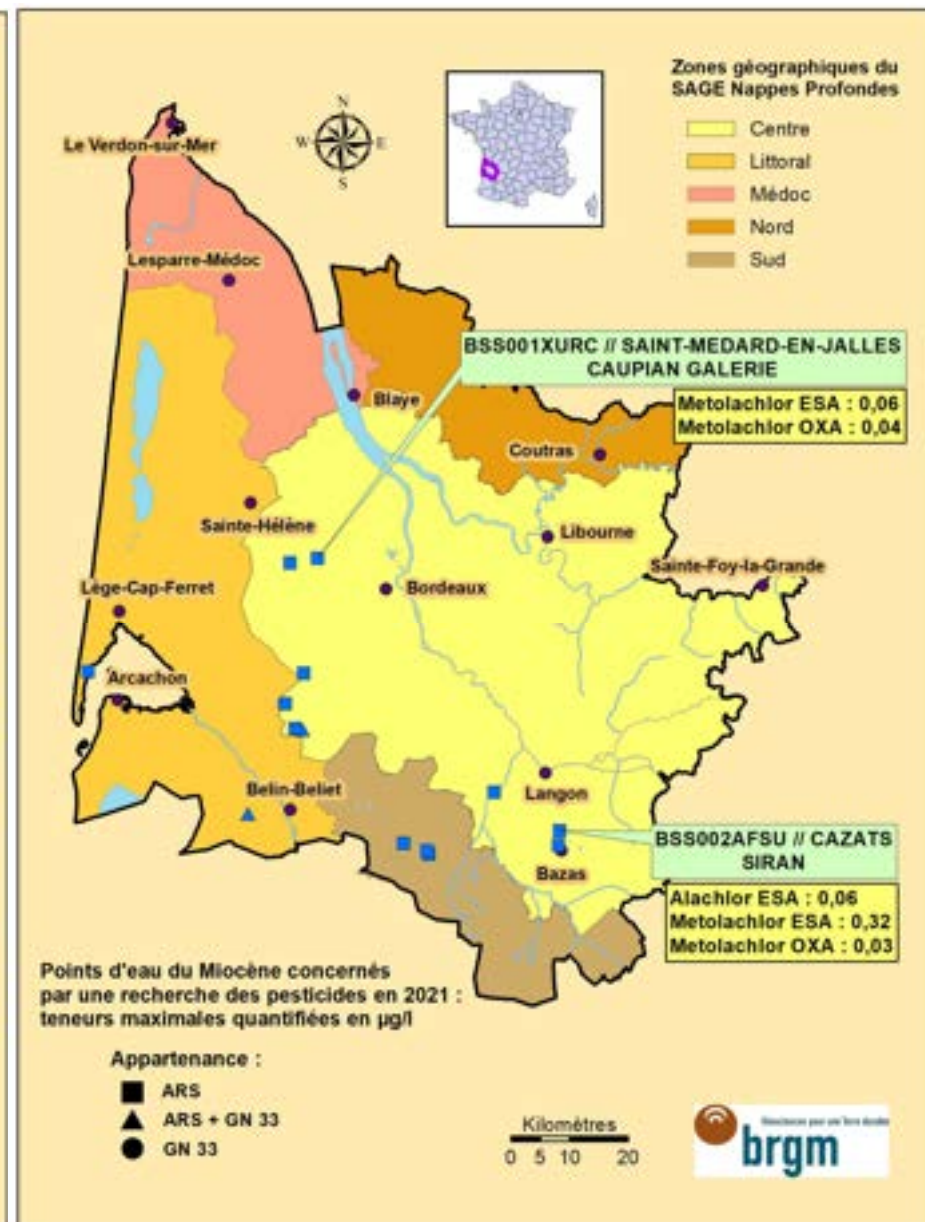 Zones géographiques du
SAGE Nappes Profondes
Centre
Littoral
Médoc
Nord
Sud
N
W
E
S
Le Verdon-sur-Mer
Lesparre-Médoc
BSS001XURC // SAINT-MEDARD-EN-JALLES
CAUPIAN GALERIE
Metolachlor ESA : 0,06
Metolachlor OXA : 0,04
Blaye
Coutras
Sainte-Hélène
Libourne
Sainte-Foy-la-Grande
Lège-Cap-Ferret
Bordeaux
Arcachon
Belin-Beliet
Langon
BSS002AFSU // CAZATS
SIRAN
Bazas
Alachlor ESA : 0,06
Metolachlor ESA : 0,32
Metolachlor OXA : 0,03
Points d'eau du Miocène concernés
par une recherche des pesticides en 2021 :
teneurs maximales quantifiées en µg/l
Appartenance :
ARS
ARS + GN 33
GN 33
Kilomètres
0 5 10 20
Géosciences pour une Terre durable
brgm